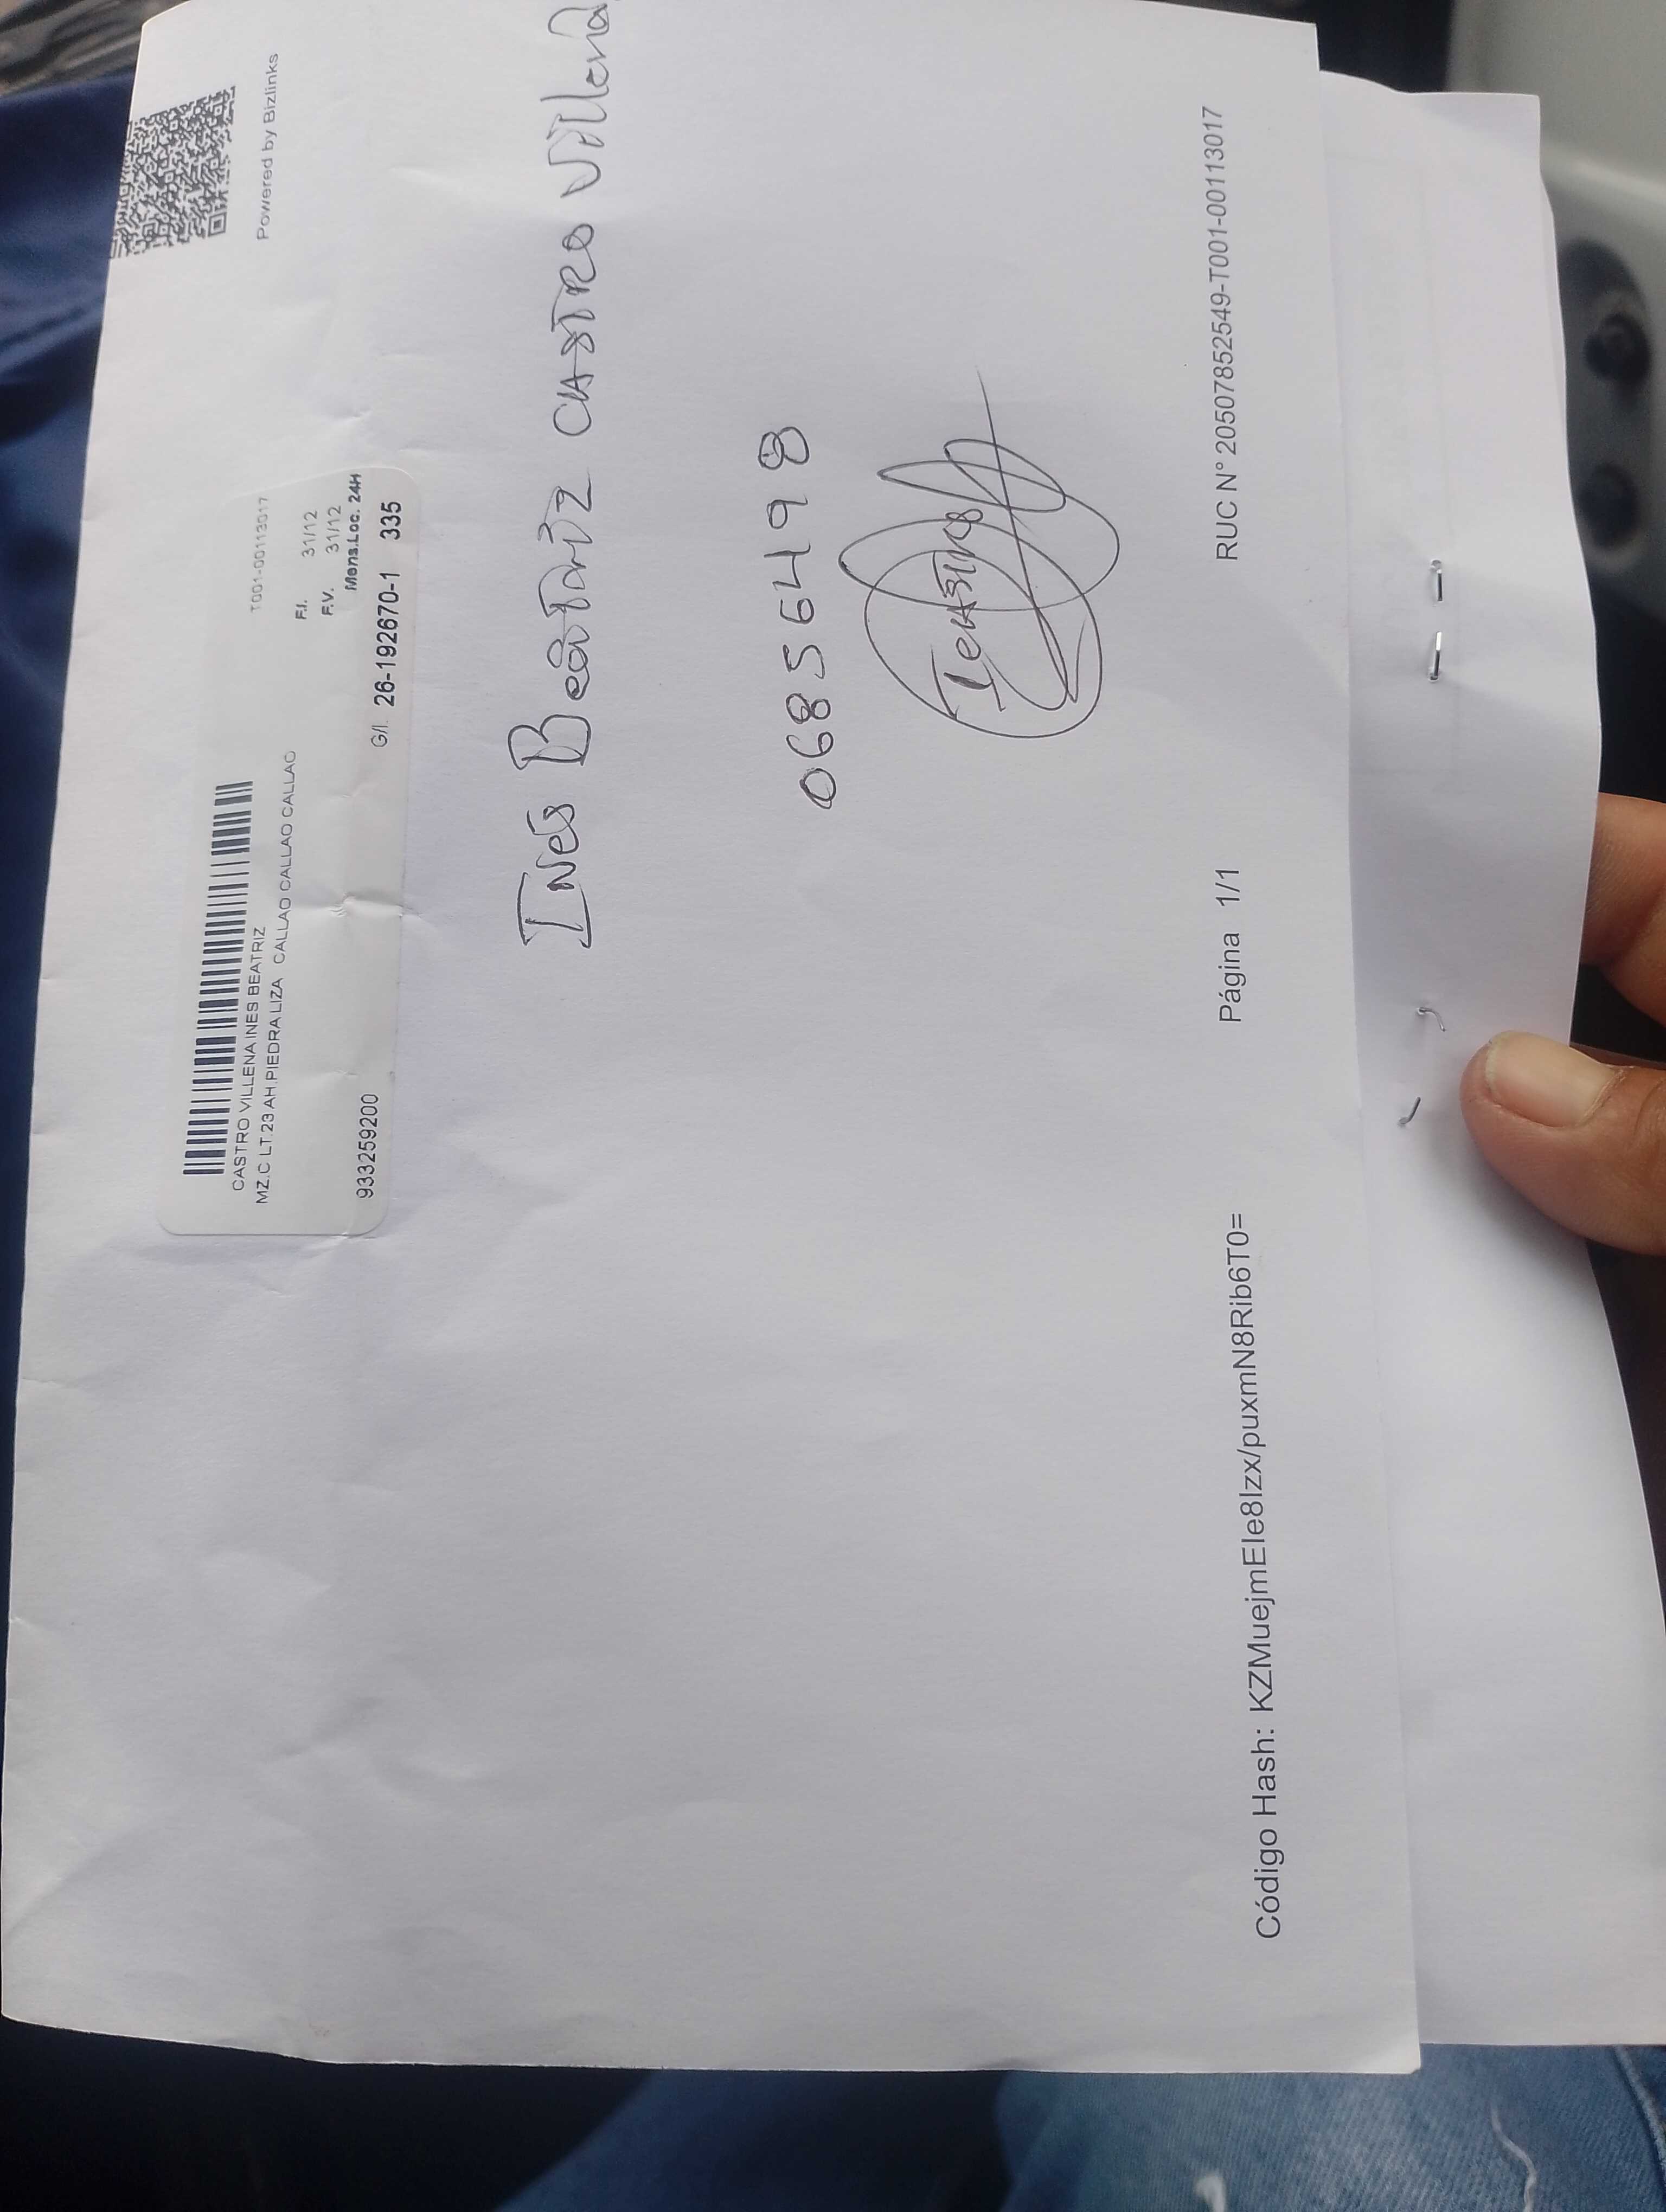 Powered by Bizlinks
T001-00113017
CASTRO VILLENA INES BEATRIZ
MZ.C LT.23 AH.PIEDRA LIZA CALLAO CALLAO CALLAO
F.I. 31/12
F.V. 31/12
Mens.Loc. 24H
933259200 G/I. 26-192670-1 335
Ines Beatriz Castro Villena
06856498
Código Hash: KZMuejmEIe8Izx/puxmN8Rib6T0= Página 1/1 RUC N° 20507852549-T001-00113017